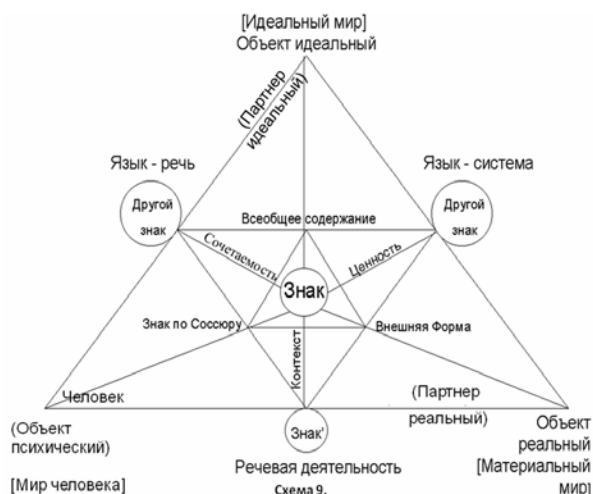 [Идеальный мир]
Объект идеальный
(Партнер
идеальный)
Язык - речь
Язык - система
Другой
знак
Другой
знак
Всеобщее содержание
Сочетаемость
Ценность
Знак
Знак по Соссюру
Внешняя Форма
Контекст
Человек
(Партнер
реальный)
(Объект
психический)
Знак'
Объект
реальный
[Материальный
мир]
Речевая деятельность
[Мир человека]
Схема 9.